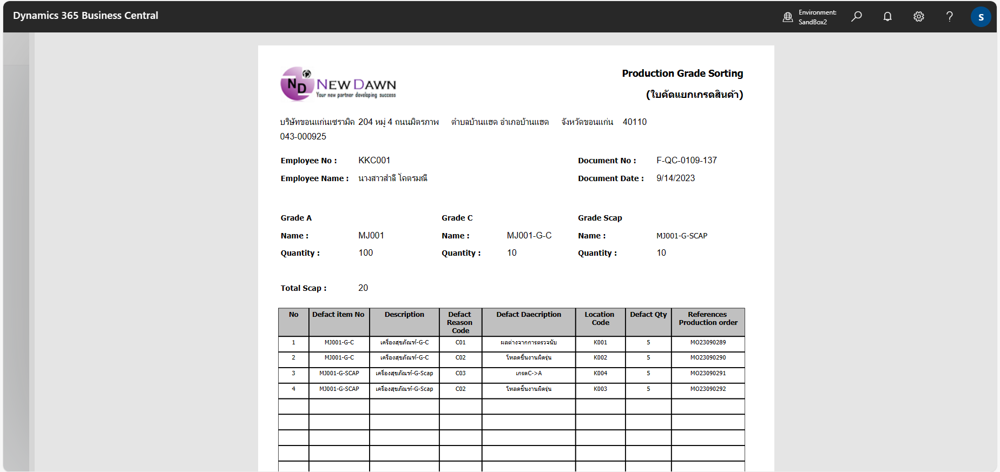 Dynamics 365 Business Central
Environment:
SandBox2
S
ND NEW DAWN
Your new partner developing success
Production Grade Sorting
(ใบคัดแยกเกรดสินค้า)
บริษัทขอนแก่นเซรามิค 204 หมู่ 4 ถนนมิตรภาพ ตำบลบ้านแฮด อำเภอบ้านแฮด จังหวัดขอนแก่น 40110
043-000925
Employee No : KKC001 Document No : F-QC-0109-137
Employee Name : นางสาวสำลี โคตรมณี Document Date : 9/14/2023
Grade A Grade C Grade Scap
Name : MJ001 Name : MJ001-G-C Name : MJ001-G-SCAP
Quantity : 100 Quantity : 10 Quantity : 10
Total Scap : 20
No Defact item No Description Defact Reason Code Defact Daecription Location Code Defact Qty References Production order
1 MJ001-G-C เครื่องสุขภัณฑ์-G-C C01 ผลต่างจากการตรวจนับ K001 5 MO23090289
2 MJ001-G-C เครื่องสุขภัณฑ์-G-C C02 โหลดชิ้นงานผิดรุ่น K002 5 MO23090290
3 MJ001-G-SCAP เครื่องสุขภัณฑ์-G-Scap C03 เกรดC->A K004 5 MO23090291
4 MJ001-G-SCAP เครื่องสุขภัณฑ์-G-Scap C02 โหลดชิ้นงานผิดรุ่น K003 5 MO23090292